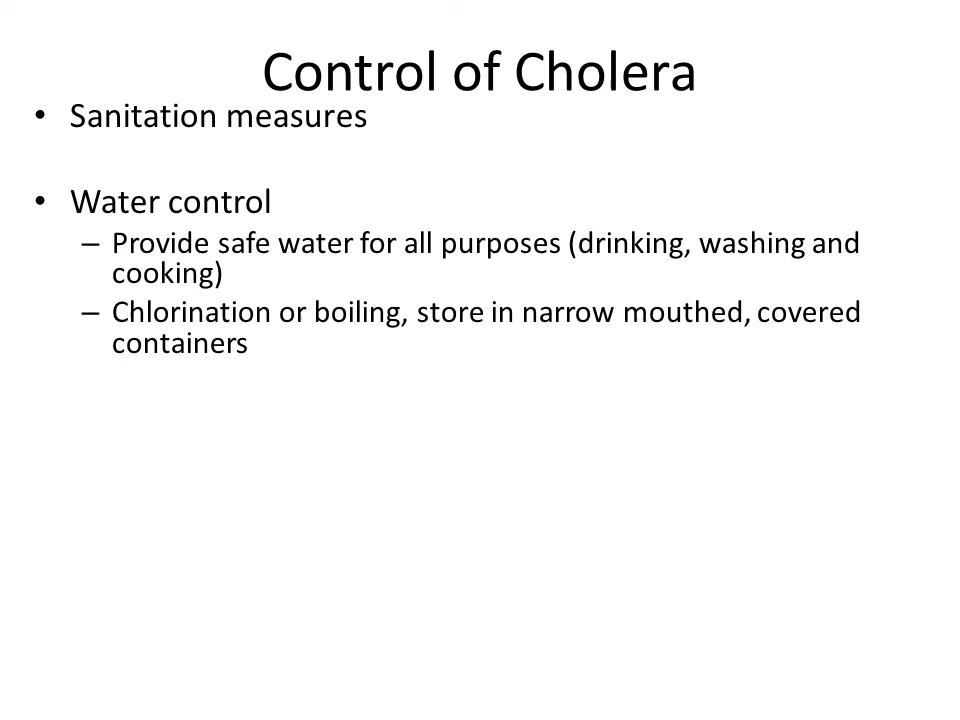 Control of Cholera
• Sanitation measures
• Water control
– Provide safe water for all purposes (drinking, washing and
cooking)
– Chlorination or boiling, store in narrow mouthed, covered
containers